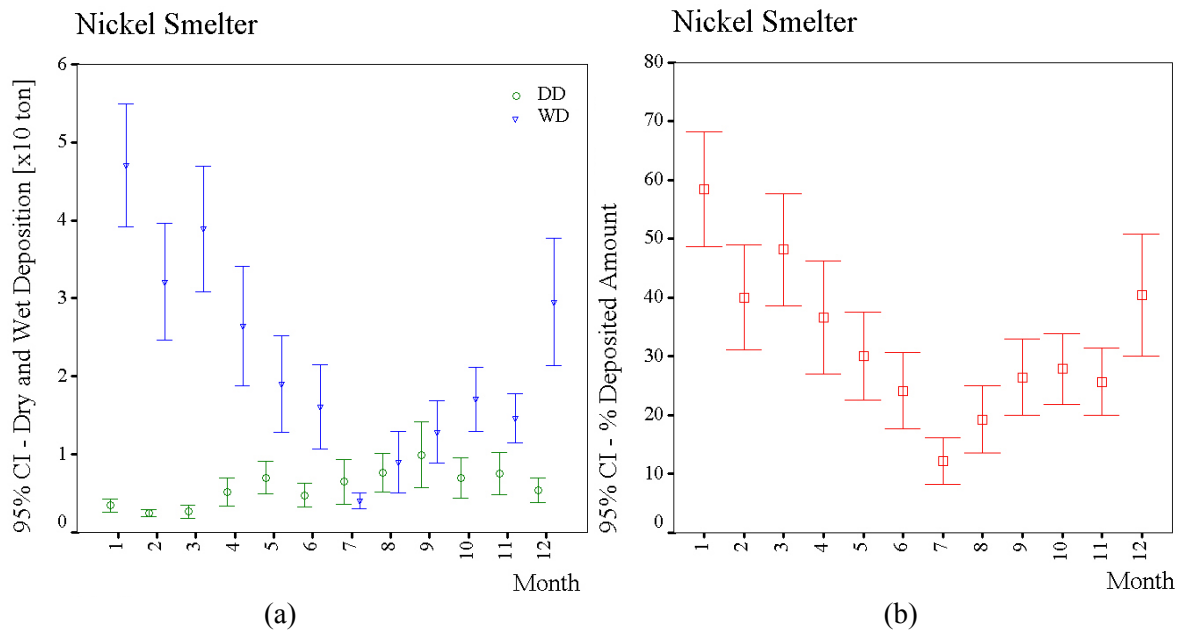 Nickel Smelter
95% CI - Dry and Wet Deposition [x10 ton]
6
5
4
3
2
1
0
DD
WD
1 2 3 4 5 6 7 8 9 10 11 12
Month
(a)
Nickel Smelter
95% CI - % Deposited Amount
80
70
60
50
40
30
20
10
0
1 2 3 4 5 6 7 8 9 10 11 12
Month
(b)